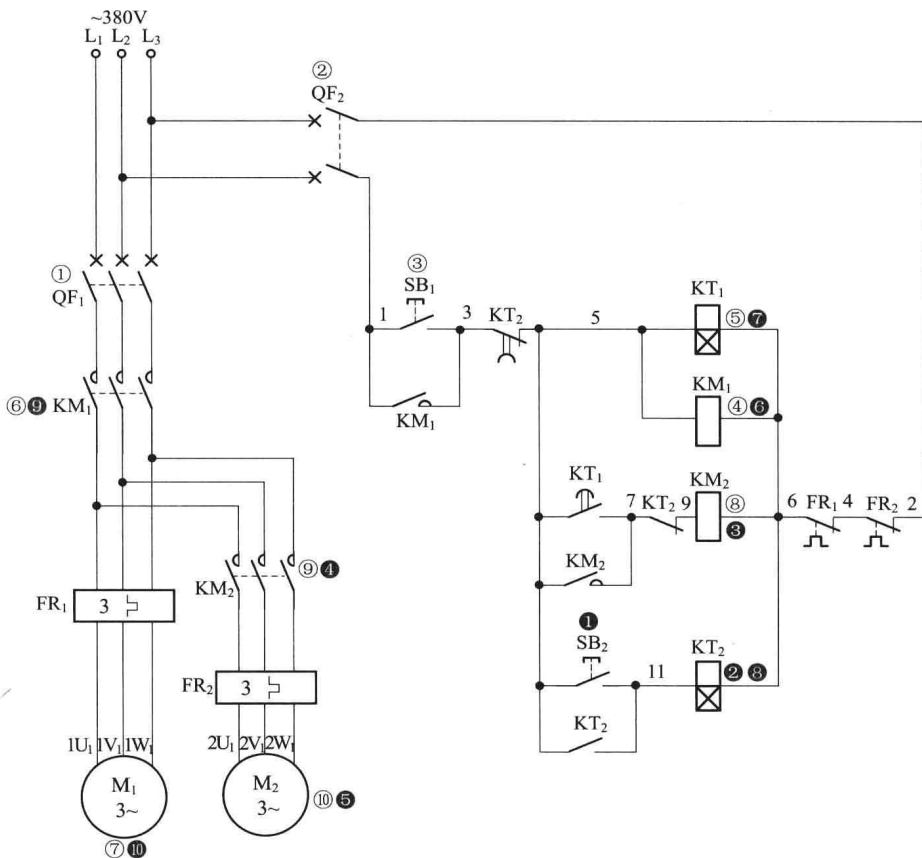 ~380V
L₁ L₂ L₃
②
QF₂
①
QF₁
③
SB₁
1 3 KT₂ 5
KT₁
⑤❼
KM₁
KM₁
④❻
⑥❾ KM₁
KT₁
7 KT₂ 9
KM₂
⑧
❸
6 FR₁ 4 FR₂ 2
KM₂
KM₂
⑨❹
FR₁ 3
❶
SB₂
11
KT₂
❷❽
FR₂ 3
KT₂
1U₁ 1V₁ 1W₁
2U₁ 2V₁ 2W₁
M₁
3~
M₂
3~
⑩❺
⑦❿